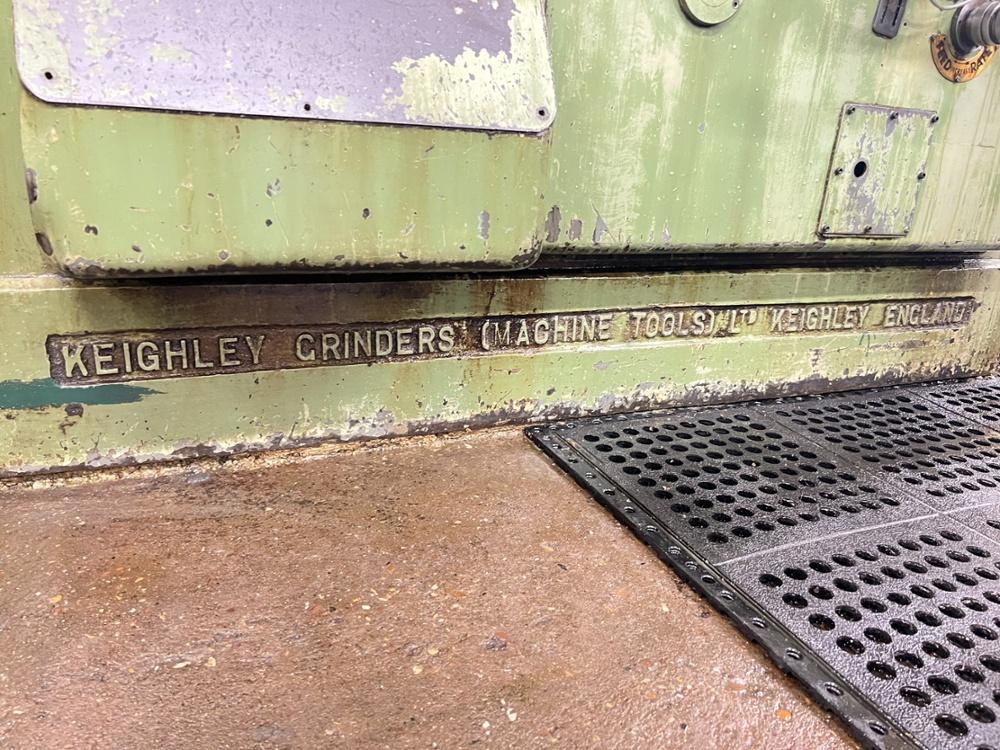 KEIGHLEY GRINDERS (MACHINE TOOLS) LTD KEIGHLEY ENGLAND